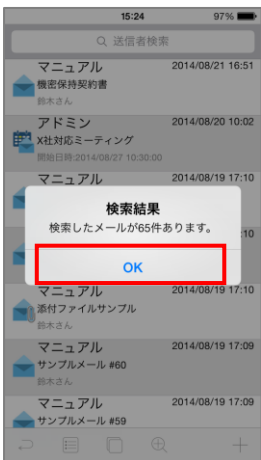 15:24 97%
送信者検索
マニュアル 2014/08/21 16:51
機密保持契約書
鈴木さん
アドミン 2014/08/20 10:02
X社対応ミーティング
開始日時:2014/08/27 10:30:00
マニュアル 2014/08/19 17:10
検索結果
検索したメールが65件あります。
:10
OK
マニュアル 2014/08/19 17:10
添付ファイルサンプル
鈴木さん
マニュアル 2014/08/19 17:09
サンプルメール #60
鈴木さん
マニュアル 2014/08/19 17:09
サンプルメール #59